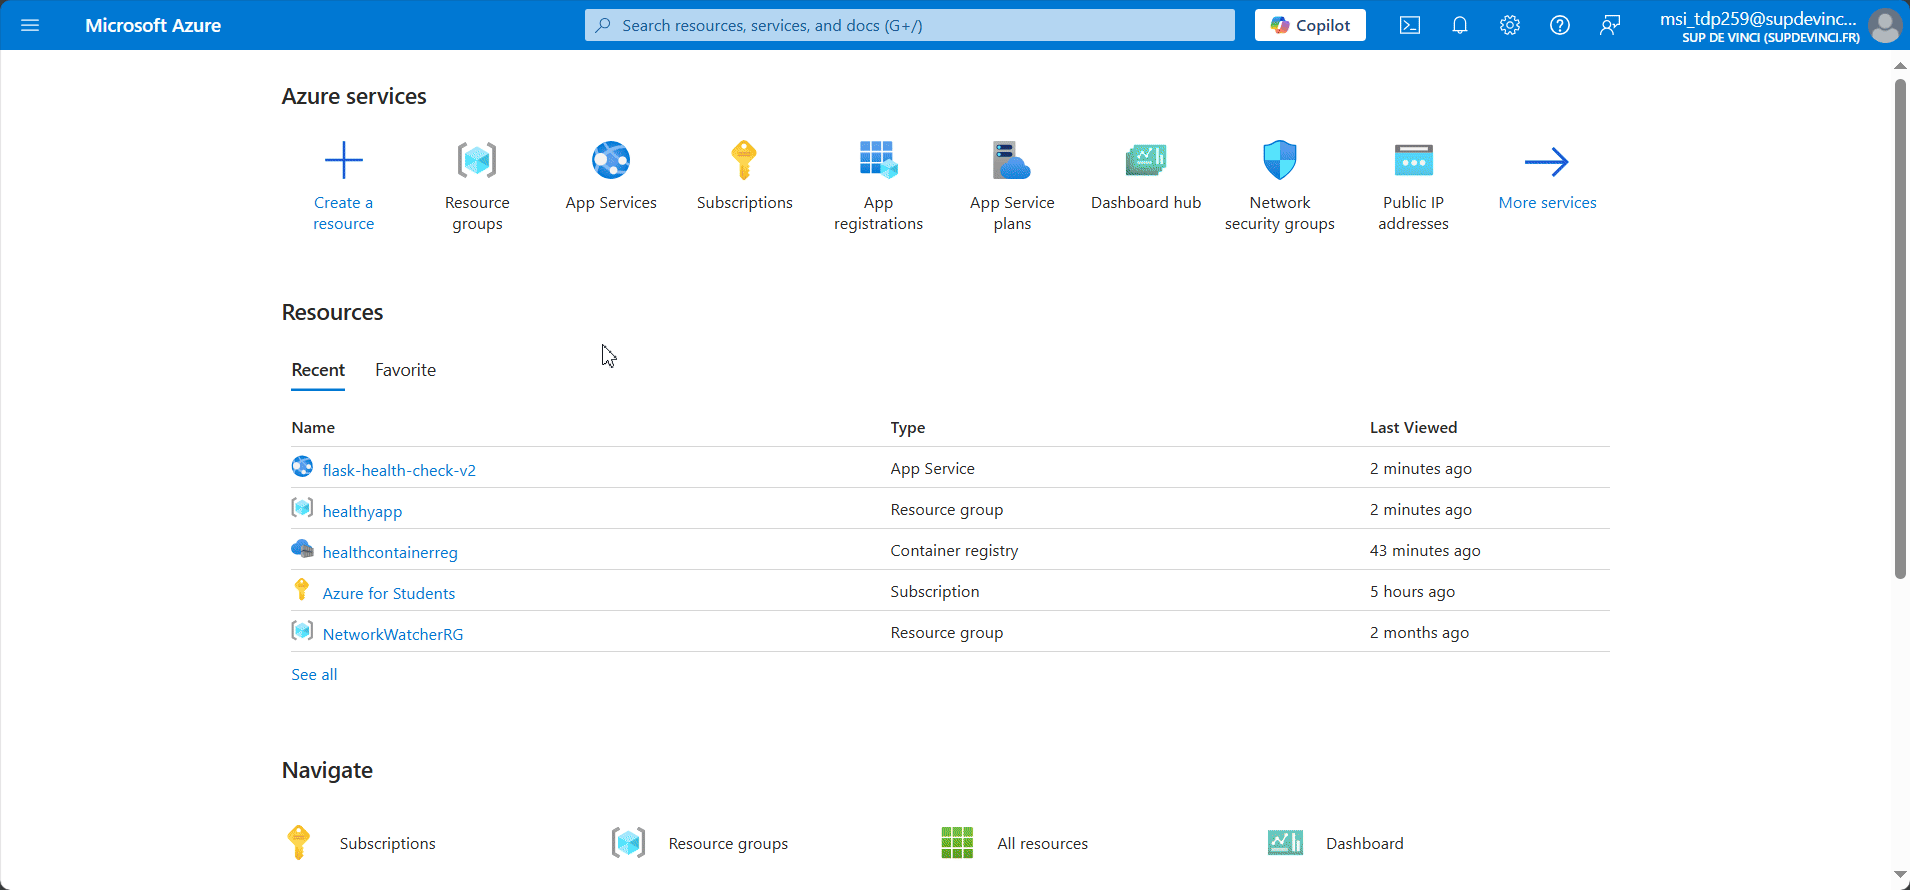 Microsoft Azure
Search resources, services, and docs (G+/)
Copilot
msi_tdp259@supdevinc...
SUP DE VINCI (SUPDEVINCI.FR)
Azure services
Create a
resource
Resource
groups
App Services
Subscriptions
App
registrations
App Service
plans
Dashboard hub
Network
security groups
Public IP
addresses
More services
Resources
Recent Favorite
Name Type Last Viewed
flask-health-check-v2 App Service 2 minutes ago
healthyapp Resource group 2 minutes ago
healthcontainerreg Container registry 43 minutes ago
Azure for Students Subscription 5 hours ago
NetworkWatcherRG Resource group 2 months ago
See all
Navigate
Subscriptions Resource groups All resources Dashboard